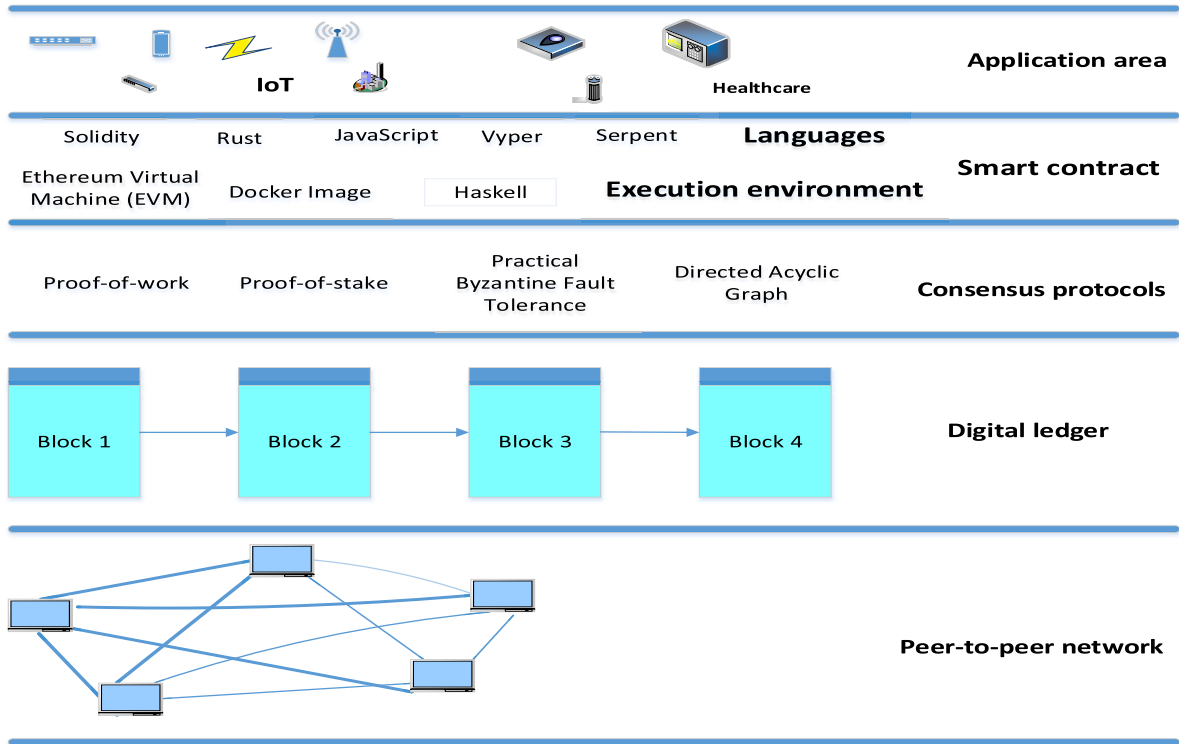 Application area
IoT
Healthcare
Solidity
Rust
JavaScript
Vyper
Serpent
Languages
Smart contract
Ethereum Virtual
Machine (EVM)
Docker Image
Haskell
Execution environment
Proof-of-work
Proof-of-stake
Practical
Byzantine Fault
Tolerance
Directed Acyclic
Graph
Consensus protocols
Block 1
Block 2
Block 3
Block 4
Digital ledger
Peer-to-peer network